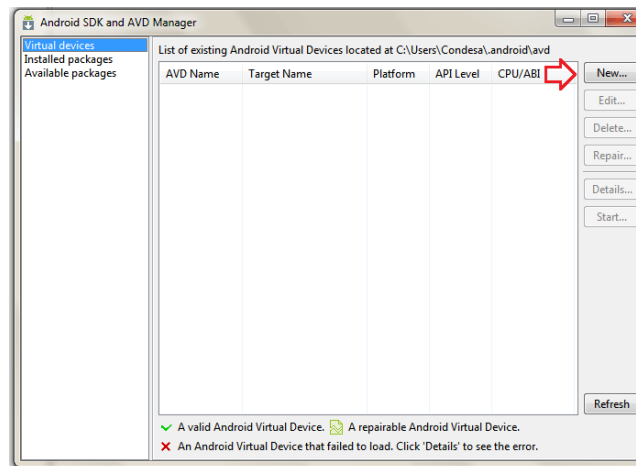 Android SDK and AVD Manager
Virtual devices
Installed packages
Available packages
List of existing Android Virtual Devices located at C:\Users\Condesa\.android\avd
AVD Name Target Name Platform API Level CPU/ABI
New...
Edit...
Delete...
Repair...
Details...
Start...
Refresh
A valid Android Virtual Device. A repairable Android Virtual Device.
An Android Virtual Device that failed to load. Click 'Details' to see the error.